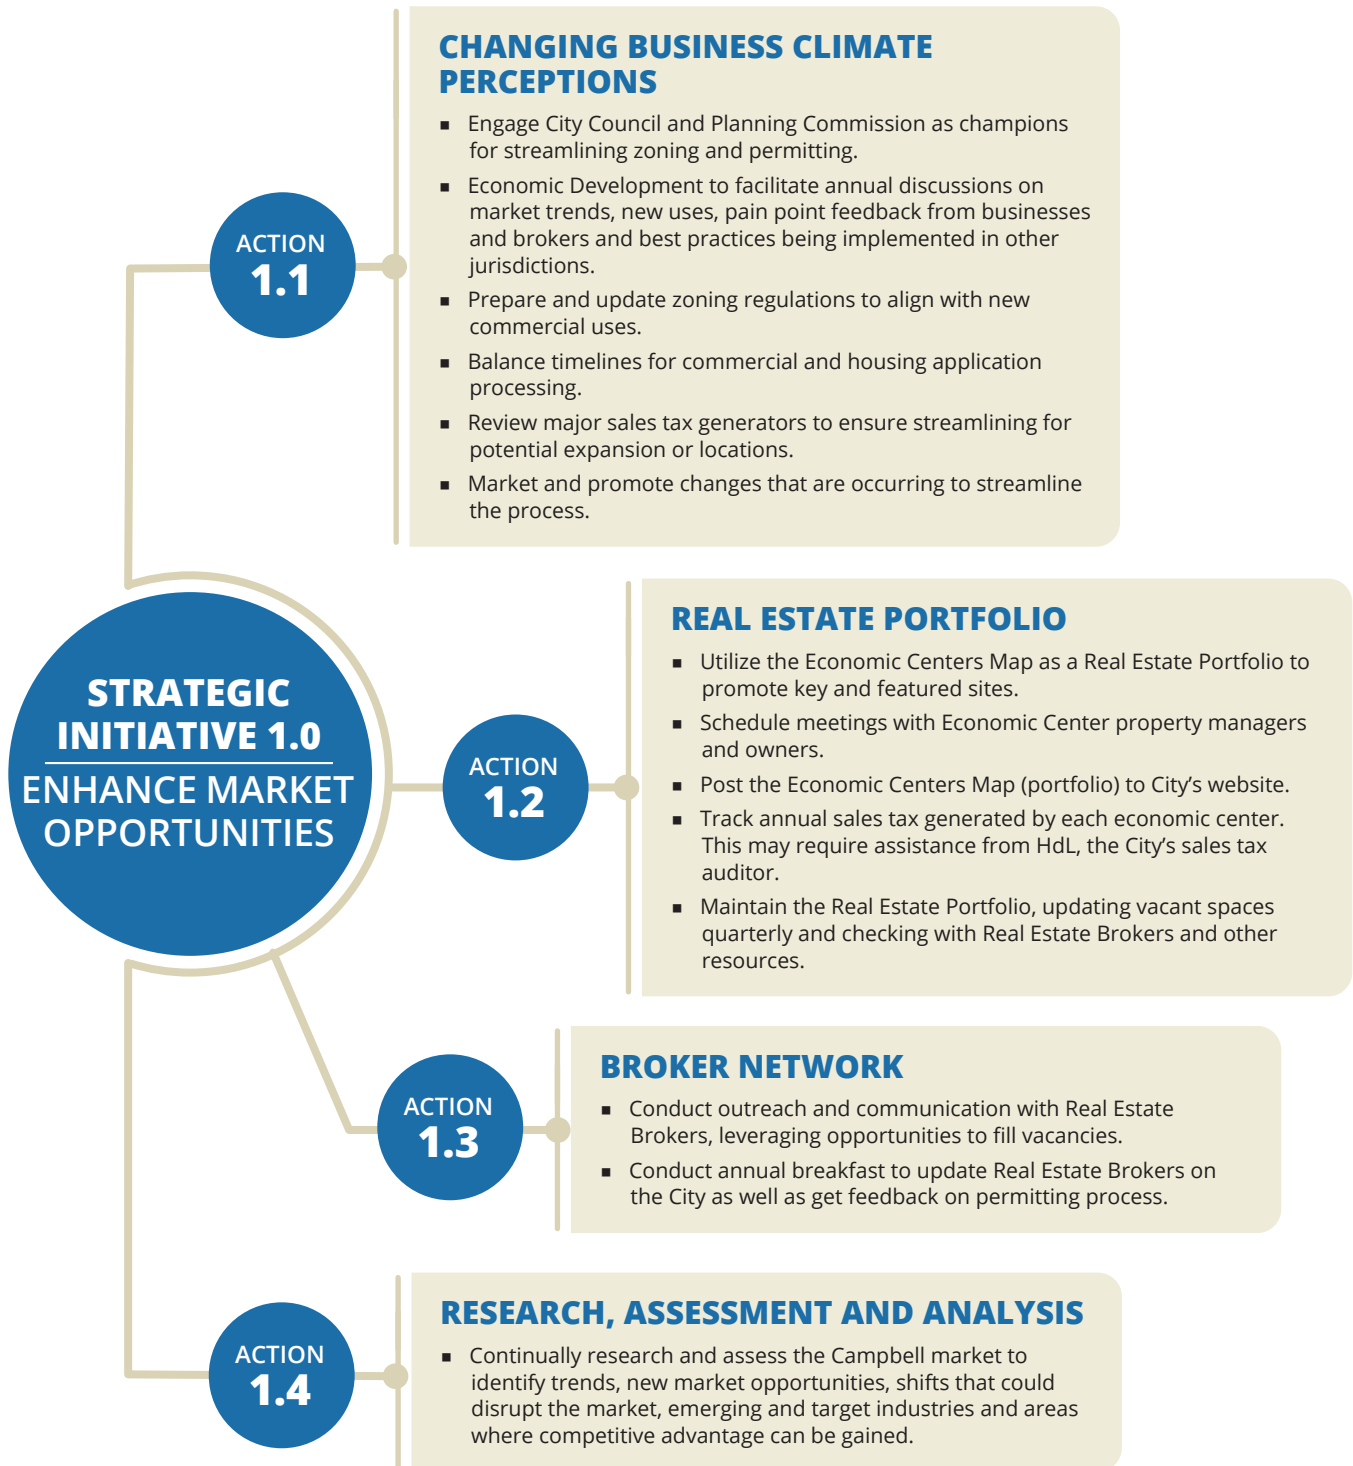 CHANGING BUSINESS CLIMATE
PERCEPTIONS
▪ Engage City Council and Planning Commission as champions
for streamlining zoning and permitting.
▪ Economic Development to facilitate annual discussions on
market trends, new uses, pain point feedback from businesses
and brokers and best practices being implemented in other
jurisdictions.
▪ Prepare and update zoning regulations to align with new
commercial uses.
▪ Balance timelines for commercial and housing application
processing.
▪ Review major sales tax generators to ensure streamlining for
potential expansion or locations.
▪ Market and promote changes that are occurring to streamline
the process.
ACTION
1.1
STRATEGIC
INITIATIVE 1.0
ENHANCE MARKET
OPPORTUNITIES
ACTION
1.2
REAL ESTATE PORTFOLIO
▪ Utilize the Economic Centers Map as a Real Estate Portfolio to
promote key and featured sites.
▪ Schedule meetings with Economic Center property managers
and owners.
▪ Post the Economic Centers Map (portfolio) to City’s website.
▪ Track annual sales tax generated by each economic center.
This may require assistance from HdL, the City’s sales tax
auditor.
▪ Maintain the Real Estate Portfolio, updating vacant spaces
quarterly and checking with Real Estate Brokers and other
resources.
ACTION
1.3
BROKER NETWORK
▪ Conduct outreach and communication with Real Estate
Brokers, leveraging opportunities to fill vacancies.
▪ Conduct annual breakfast to update Real Estate Brokers on
the City as well as get feedback on permitting process.
ACTION
1.4
RESEARCH, ASSESSMENT AND ANALYSIS
▪ Continually research and assess the Campbell market to
identify trends, new market opportunities, shifts that could
disrupt the market, emerging and target industries and areas
where competitive advantage can be gained.